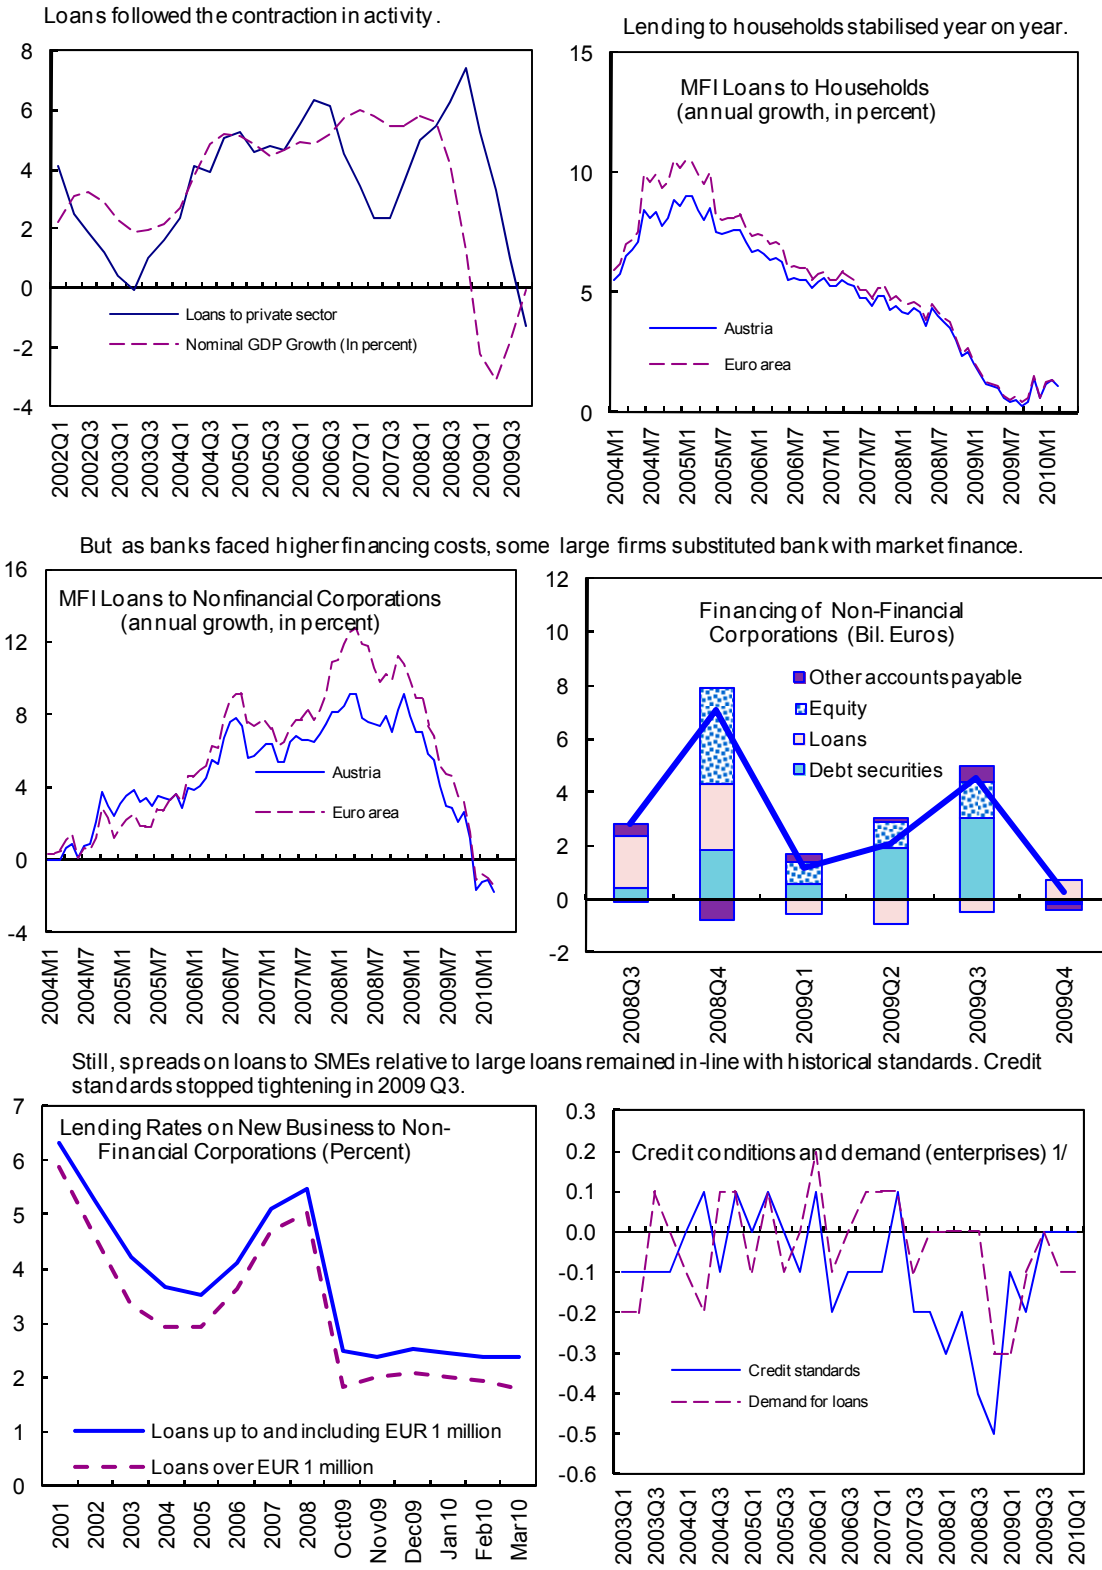 Loans followed the contraction in activity.
8
6
4
2
0
-2
-4
Loans to private sector
Nominal GDP Growth (In percent)
2002Q1
2002Q3
2003Q1
2003Q3
2004Q1
2004Q3
2005Q1
2005Q3
2006Q1
2006Q3
2007Q1
2007Q3
2008Q1
2008Q3
2009Q1
2009Q3
Lending to households stabilised year on year.
15
10
5
0
MFI Loans to Households
(annual growth, in percent)
Austria
Euro area
2004M1
2004M7
2005M1
2005M7
2006M1
2006M7
2007M1
2007M7
2008M1
2008M7
2009M1
2009M7
2010M1
But as banks faced higher financing costs, some large firms substituted bank with market finance.
16
12
8
4
0
-4
MFI Loans to Nonfinancial Corporations
(annual growth, in percent)
Austria
Euro area
2004M1
2004M7
2005M1
2005M7
2006M1
2006M7
2007M1
2007M7
2008M1
2008M7
2009M1
2009M7
2010M1
12
10
8
6
4
2
0
-2
Financing of Non-Financial
Corporations (Bil. Euros)
Other accounts payable
Equity
Loans
Debt securities
2008Q3
2008Q4
2009Q1
2009Q2
2009Q3
2009Q4
Still, spreads on loans to SMEs relative to large loans remained in-line with historical standards. Credit
standards stopped tightening in 2009 Q3.
7
6
5
4
3
2
1
0
Lending Rates on New Business to Non-
Financial Corporations (Percent)
Loans up to and including EUR 1 million
Loans over EUR 1 million
2001
2002
2003
2004
2005
2006
2007
2008
Oct09
Nov09
Dec09
Jan10
Feb10
Mar10
0.3
0.2
0.1
0.0
-0.1
-0.2
-0.3
-0.4
-0.5
-0.6
Credit conditions and demand (enterprises) 1/
Credit standards
Demand for loans
2003Q1
2003Q3
2004Q1
2004Q3
2005Q1
2005Q3
2006Q1
2006Q3
2007Q1
2007Q3
2008Q1
2008Q3
2009Q1
2009Q3
2010Q1